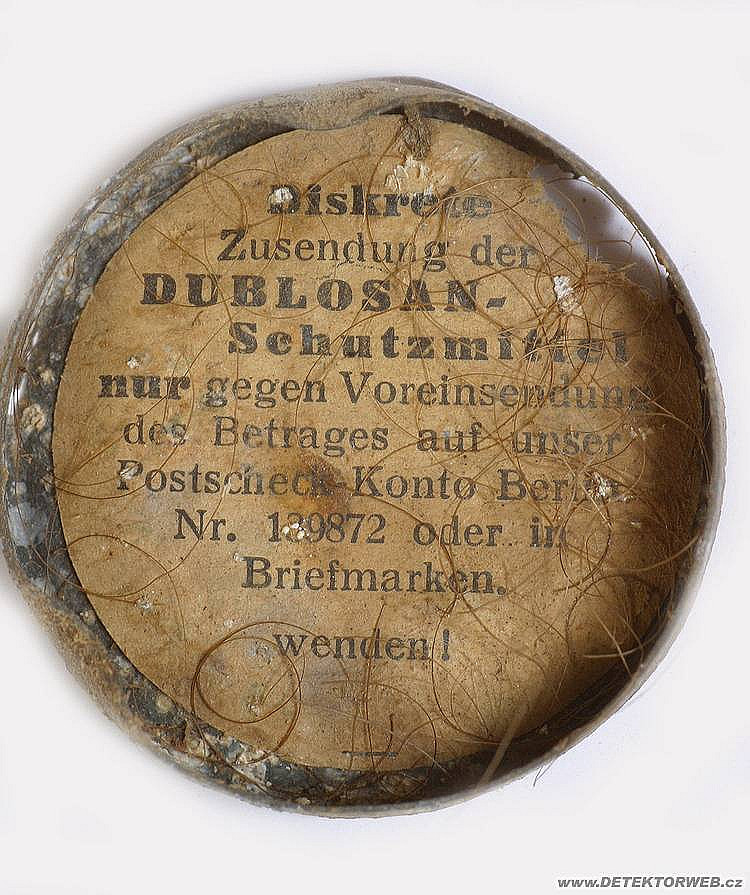 Diskrete
Zusendung der
DUBLOSAN-
Schutzmittel
nur gegen Voreinsendung
des Betrages auf unser
Postscheck-Konto Berlin
Nr. 139872 oder in
Briefmarken.
wenden!
www.DETEKTORWEB.cz